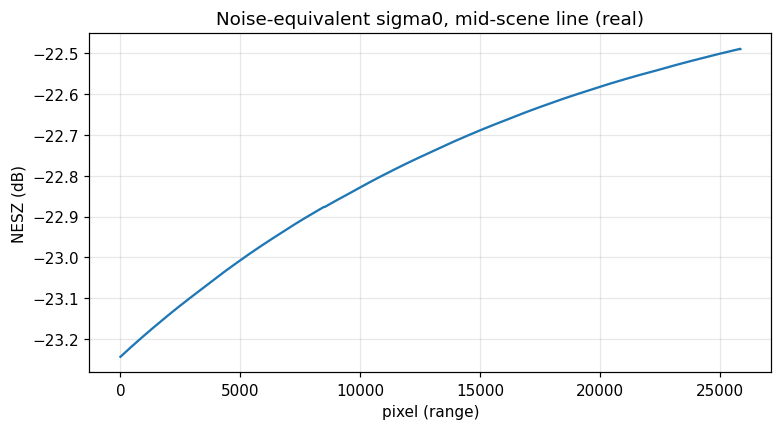 Noise-equivalent sigma0, mid-scene line (real)
NESZ (dB)
−22.5
−22.6
−22.7
−22.8
−22.9
−23.0
−23.1
−23.2
0 5000 10000 15000 20000 25000
pixel (range)